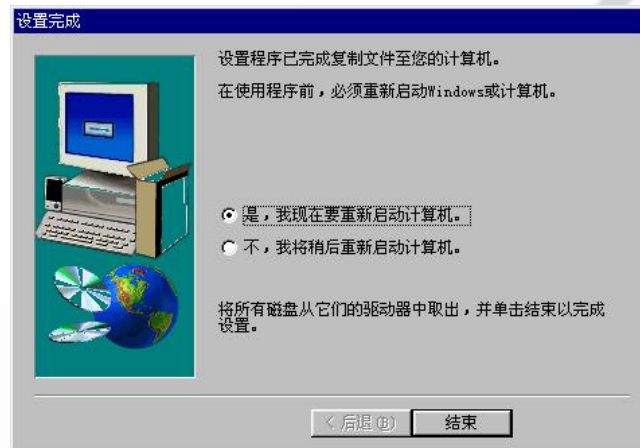 设置完成
设置程序已完成复制文件至您的计算机。
在使用程序前，必须重新启动Windows或计算机。
是，我现在要重新启动计算机。
不，我将稍后重新启动计算机。
将所有磁盘从它们的驱动器中取出，并单击结束以完成
设置。
< 后退(B)
结束